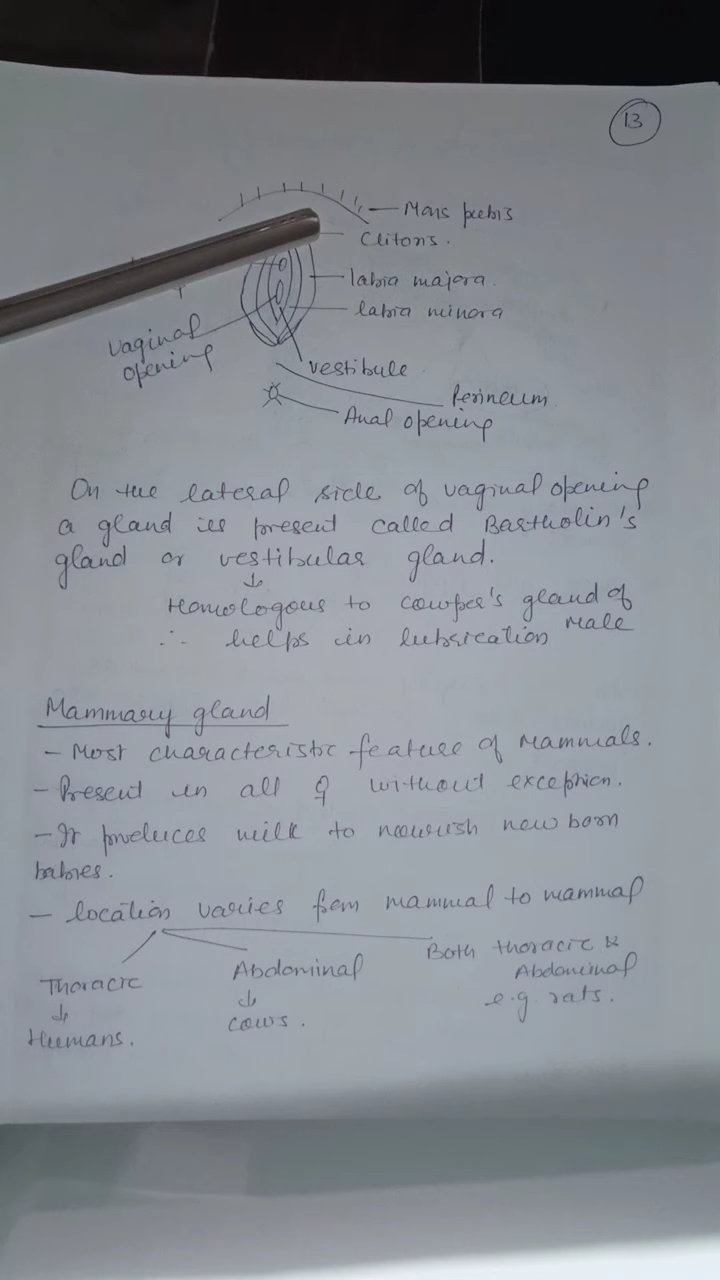 13
Mons pubis
Clitoris.
labia majora.
labia minora
vaginal
opening
vestibule
Perineum
Anal opening
On the lateral side of vaginal opening
a gland is present called Bartholin's
gland or vestibular gland.
Homologous to cowper's gland of
Male
∴ helps in lubrication
Mammary gland
- Most characteristic feature of Mammals.
- Present in all ♀ without exception.
- It produces milk to nourish new born
babies.
- location varies from mammal to mammal
Thoracic
↓
Humans.
Abdominal
↓
cows.
Both thoracic &
Abdominal
e.g. rats.